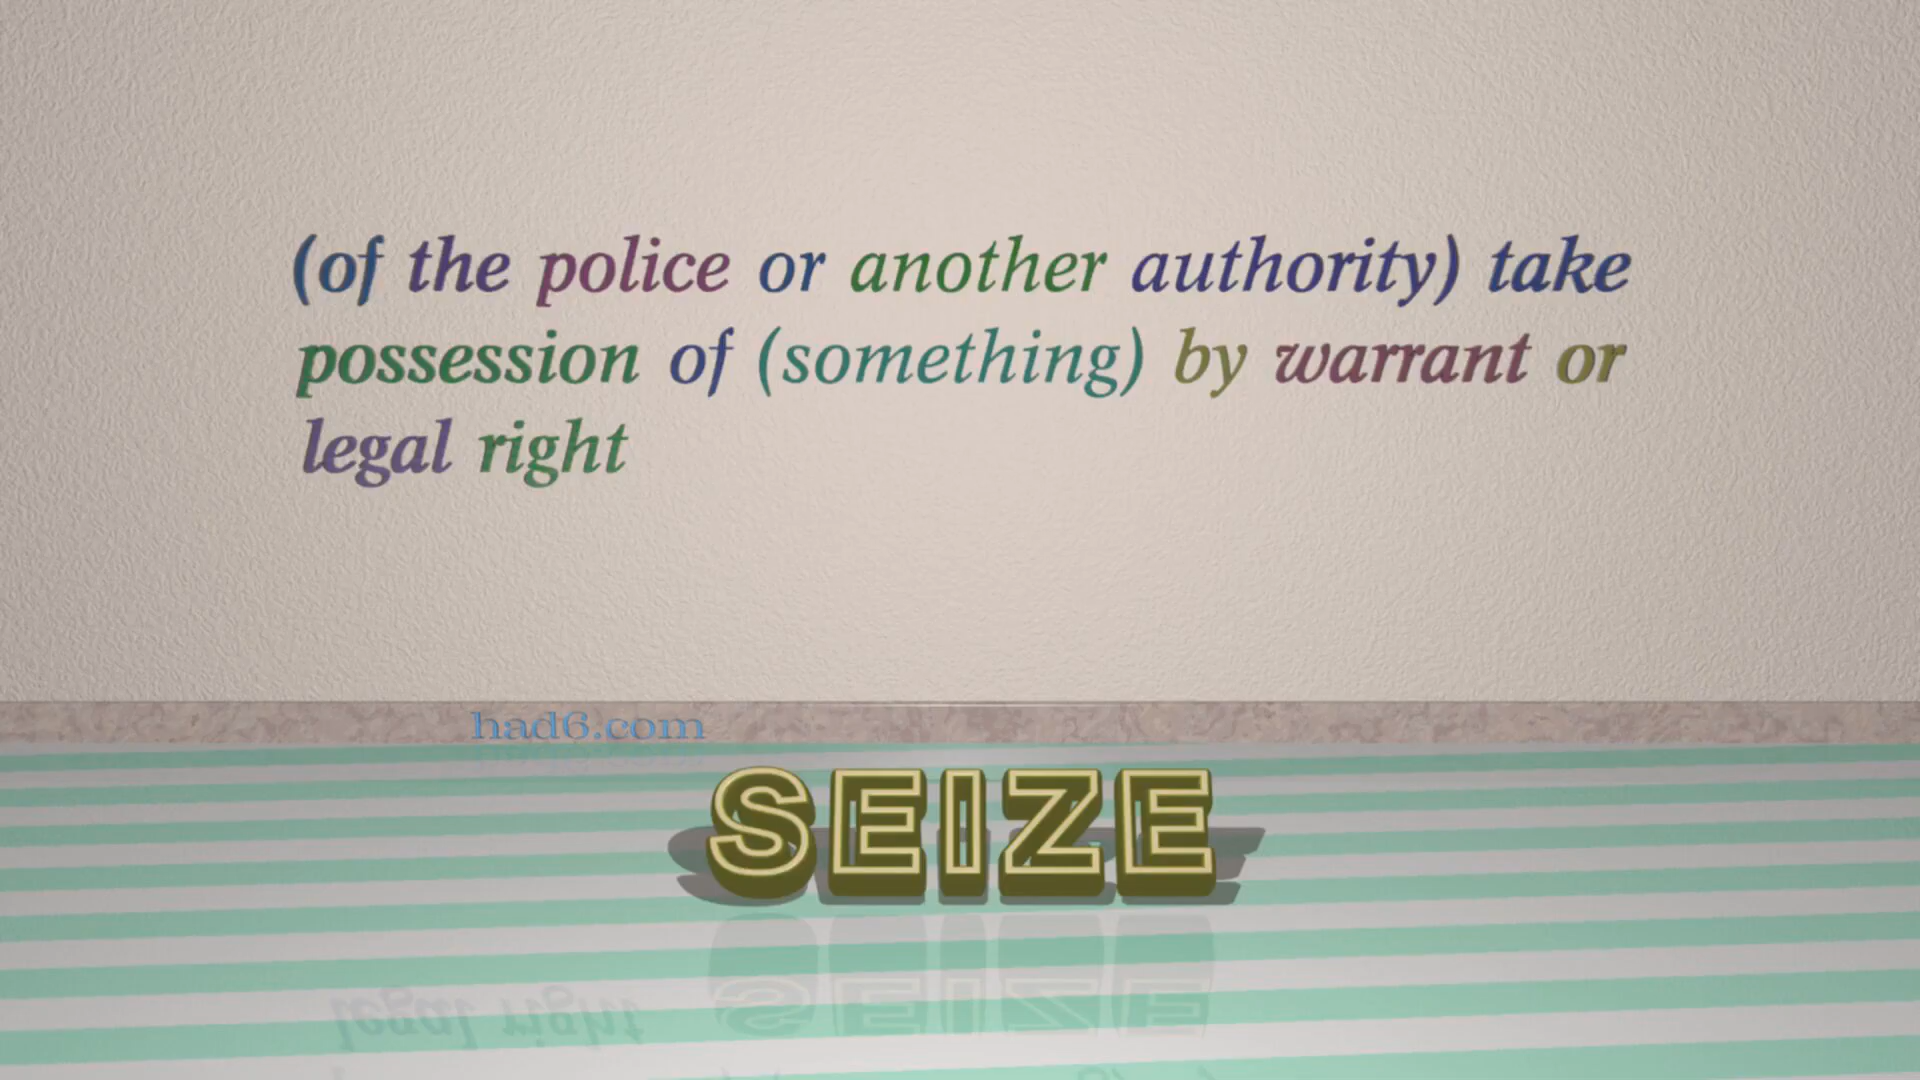 (of the police or another authority) take
possession of (something) by warrant or
legal right
had6.com
SEIZE